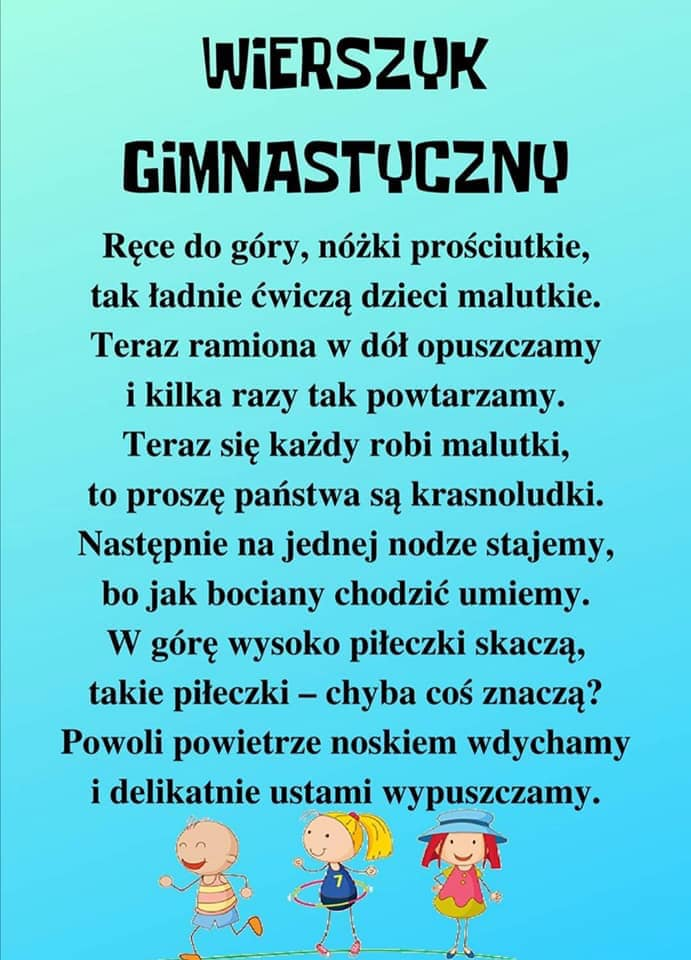 WiERSZYK
GiMNASTYCZNY
Ręce do góry, nóżki prościutkie,
tak ładnie ćwiczą dzieci malutkie.
Teraz ramiona w dół opuszczamy
i kilka razy tak powtarzamy.
Teraz się każdy robi malutki,
to proszę państwa są krasnoludki.
Następnie na jednej nodze stajemy,
bo jak bociany chodzić umiemy.
W górę wysoko piłeczki skaczą,
takie piłeczki – chyba coś znaczą?
Powoli powietrze noskiem wdychamy
i delikatnie ustami wypuszczamy.
7